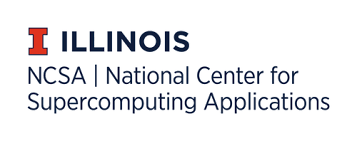 I ILLINOIS
NCSA | National Center for
Supercomputing Applications